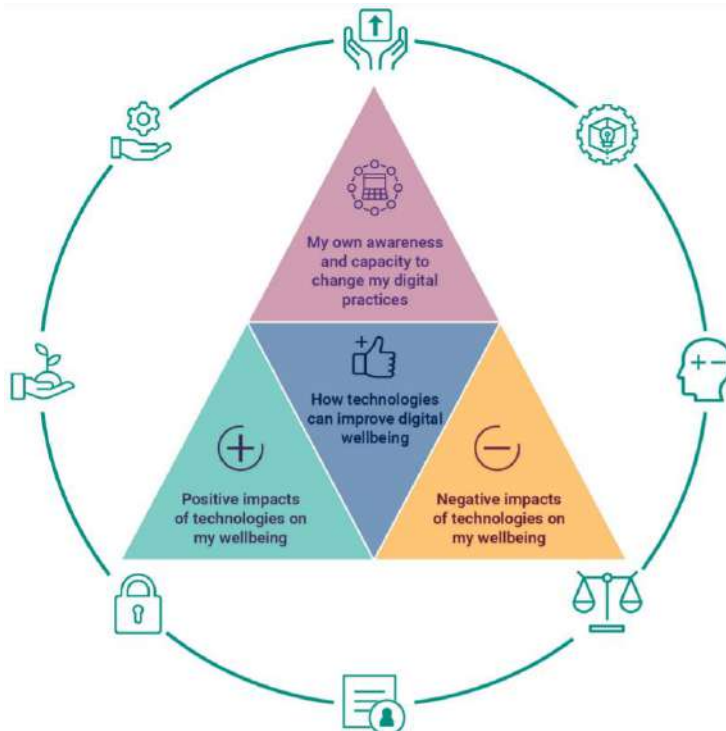 My own awareness
and capacity to
change my digital
practices
How technologies
can improve digital
wellbeing
Positive impacts
of technologies on
my wellbeing
Negative impacts
of technologies on
my wellbeing